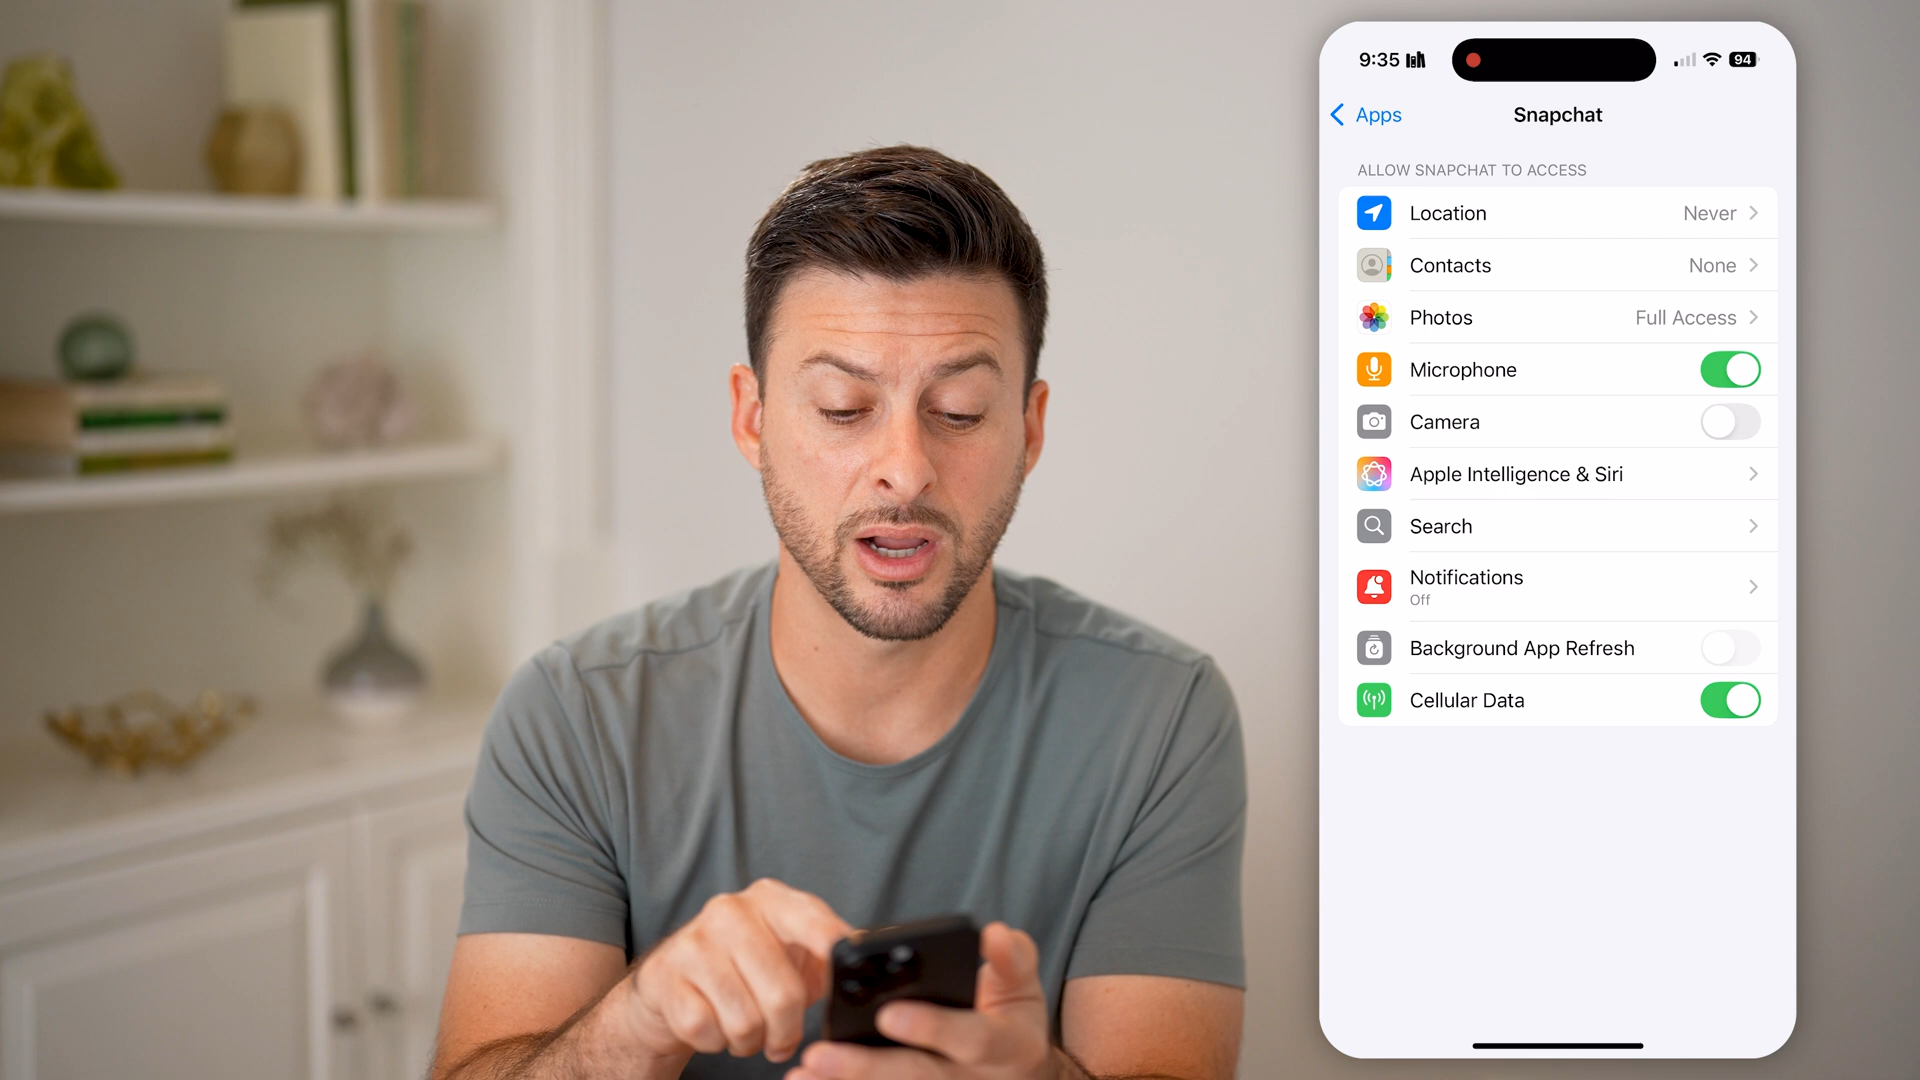 9:35
94
Apps
Snapchat
ALLOW SNAPCHAT TO ACCESS
Location Never
Contacts None
Photos Full Access
Microphone
Camera
Apple Intelligence & Siri
Search
Notifications
Off
Background App Refresh
Cellular Data